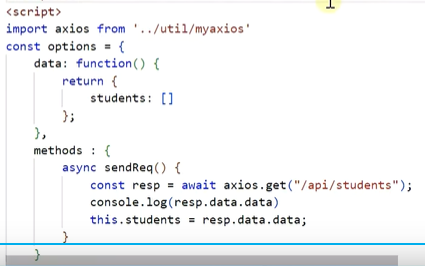 <script>
import axios from '../util/myaxios'
const options = {
    data: function() {
        return {
            students: []
        };
    },
    methods : {
        async sendReq() {
            const resp = await axios.get("/api/students");
            console.log(resp.data.data)
            this.students = resp.data.data;
        }
    }